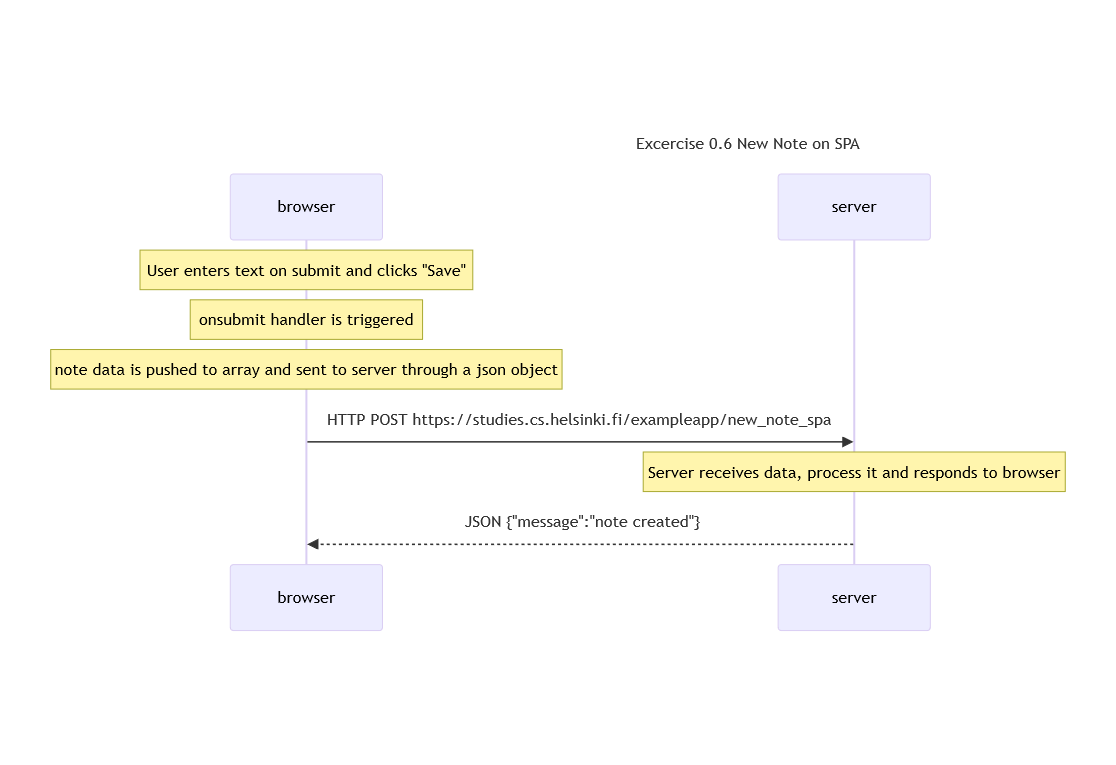 Excercise 0.6 New Note on SPA
browser
server
User enters text on submit and clicks "Save"
onsubmit handler is triggered
note data is pushed to array and sent to server through a json object
HTTP POST https://studies.cs.helsinki.fi/exampleapp/new_note_spa
Server receives data, process it and responds to browser
JSON {"message":"note created"}
browser
server